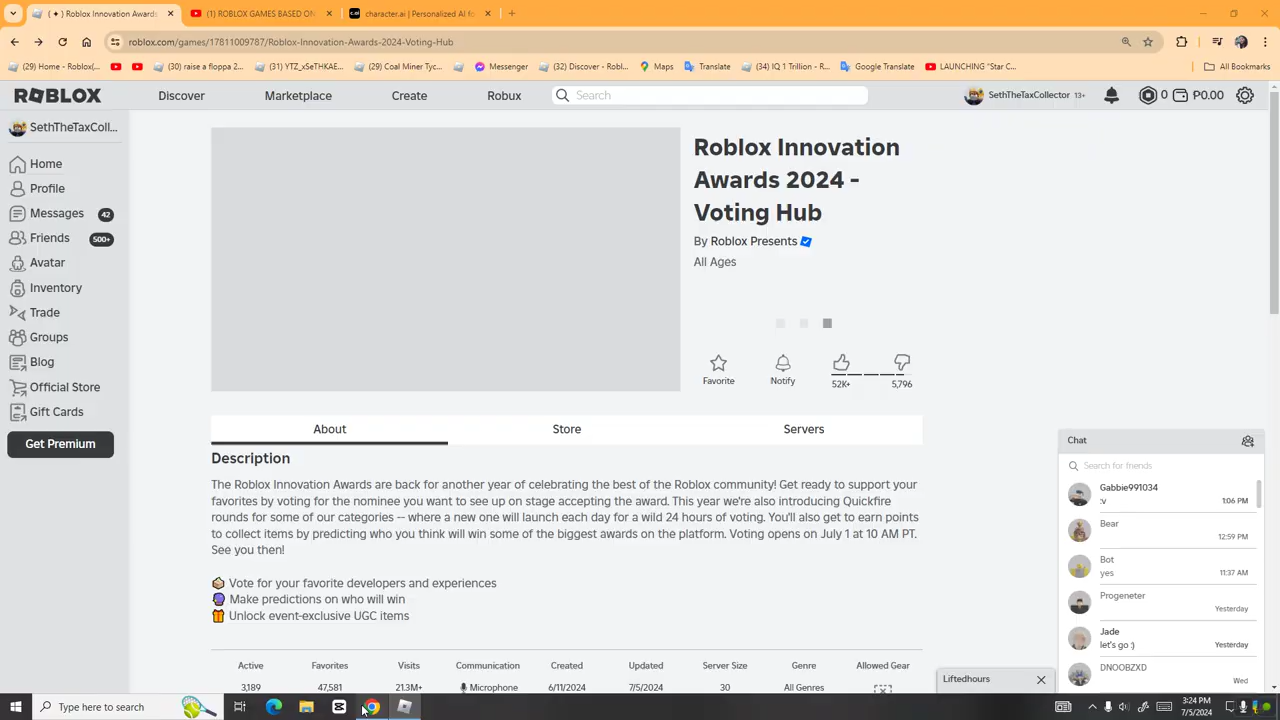 ( ✦ ) Roblox Innovation Awards
(1) ROBLOX GAMES BASED ON
c.ai
character.ai | Personalized AI fo
roblox.com/games/17811009787/Roblox-Innovation-Awards-2024-Voting-Hub
(29) Home - Roblox(...
(30) raise a floppa 2...
(31) YTZ_xSeTHKAE...
(29) Coal Miner Tyc...
Messenger
(32) Discover - Robl...
Maps
Translate
(34) IQ 1 Trillion - R...
Google Translate
LAUNCHING "Star C...
All Bookmarks
ROBLOX
Discover
Marketplace
Create
Robux
Search
SethTheTaxCollector 13+
0
₱0.00
SethTheTaxColl...
Home
Profile
Messages 42
Friends 500+
Avatar
Inventory
Trade
Groups
Blog
Official Store
Gift Cards
Get Premium
Roblox Innovation
Awards 2024 -
Voting Hub
By Roblox Presents
All Ages
Favorite
Notify
52K+
5,796
About
Store
Servers
Description
The Roblox Innovation Awards are back for another year of celebrating the best of the Roblox community! Get ready to support your
favorites by voting for the nominee you want to see up on stage accepting the award. This year we're also introducing Quickfire
rounds for some of our categories -- where a new one will launch each day for a wild 24 hours of voting. You'll also get to earn points
to collect items by predicting who you think will win some of the biggest awards on the platform. Voting opens on July 1 at 10 AM PT.
See you then!
Vote for your favorite developers and experiences
Make predictions on who will win
Unlock event-exclusive UGC items
Active
Favorites
Visits
Communication
Created
Updated
Server Size
Genre
Allowed Gear
3,189
47,581
21.3M+
Microphone
6/11/2024
7/5/2024
30
All Genres
Chat
Search for friends
Gabbie991034
:v
1:06 PM
Bear
12:59 PM
Bot
yes
11:37 AM
Progeneter
Yesterday
Jade
let's go :)
Yesterday
DNOOBZXD
Wed
Liftedhours
Type here to search
3:24 PM
7/5/2024